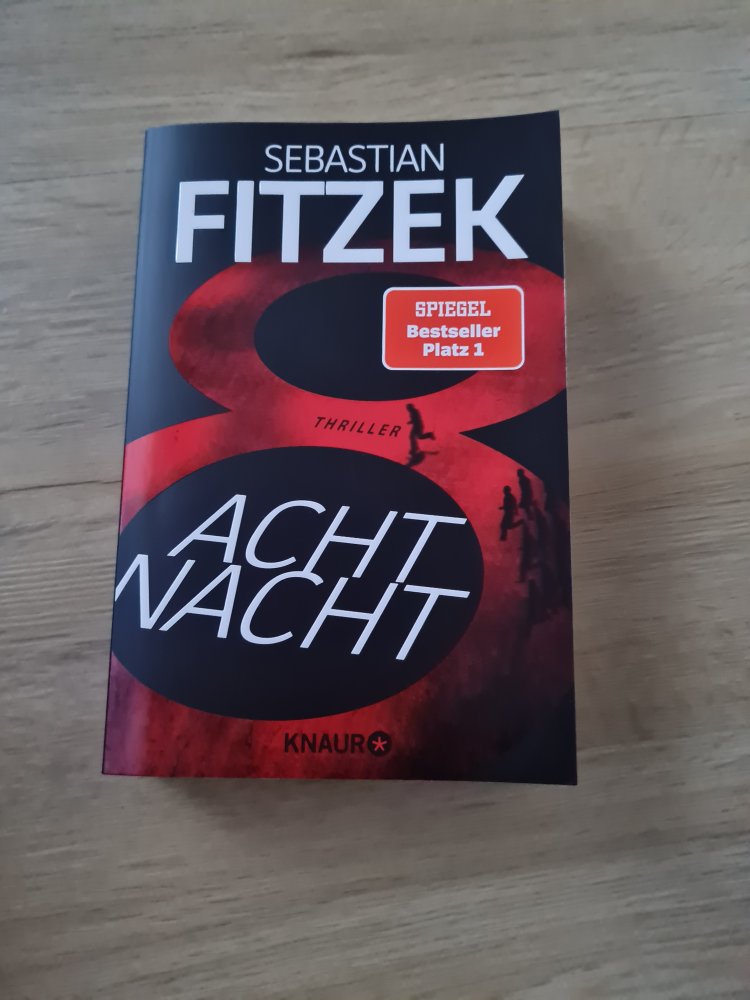 SEBASTIAN
FITZEK
SPIEGEL
Bestseller
Platz 1
THRILLER
ACHT
NACHT
KNAUR